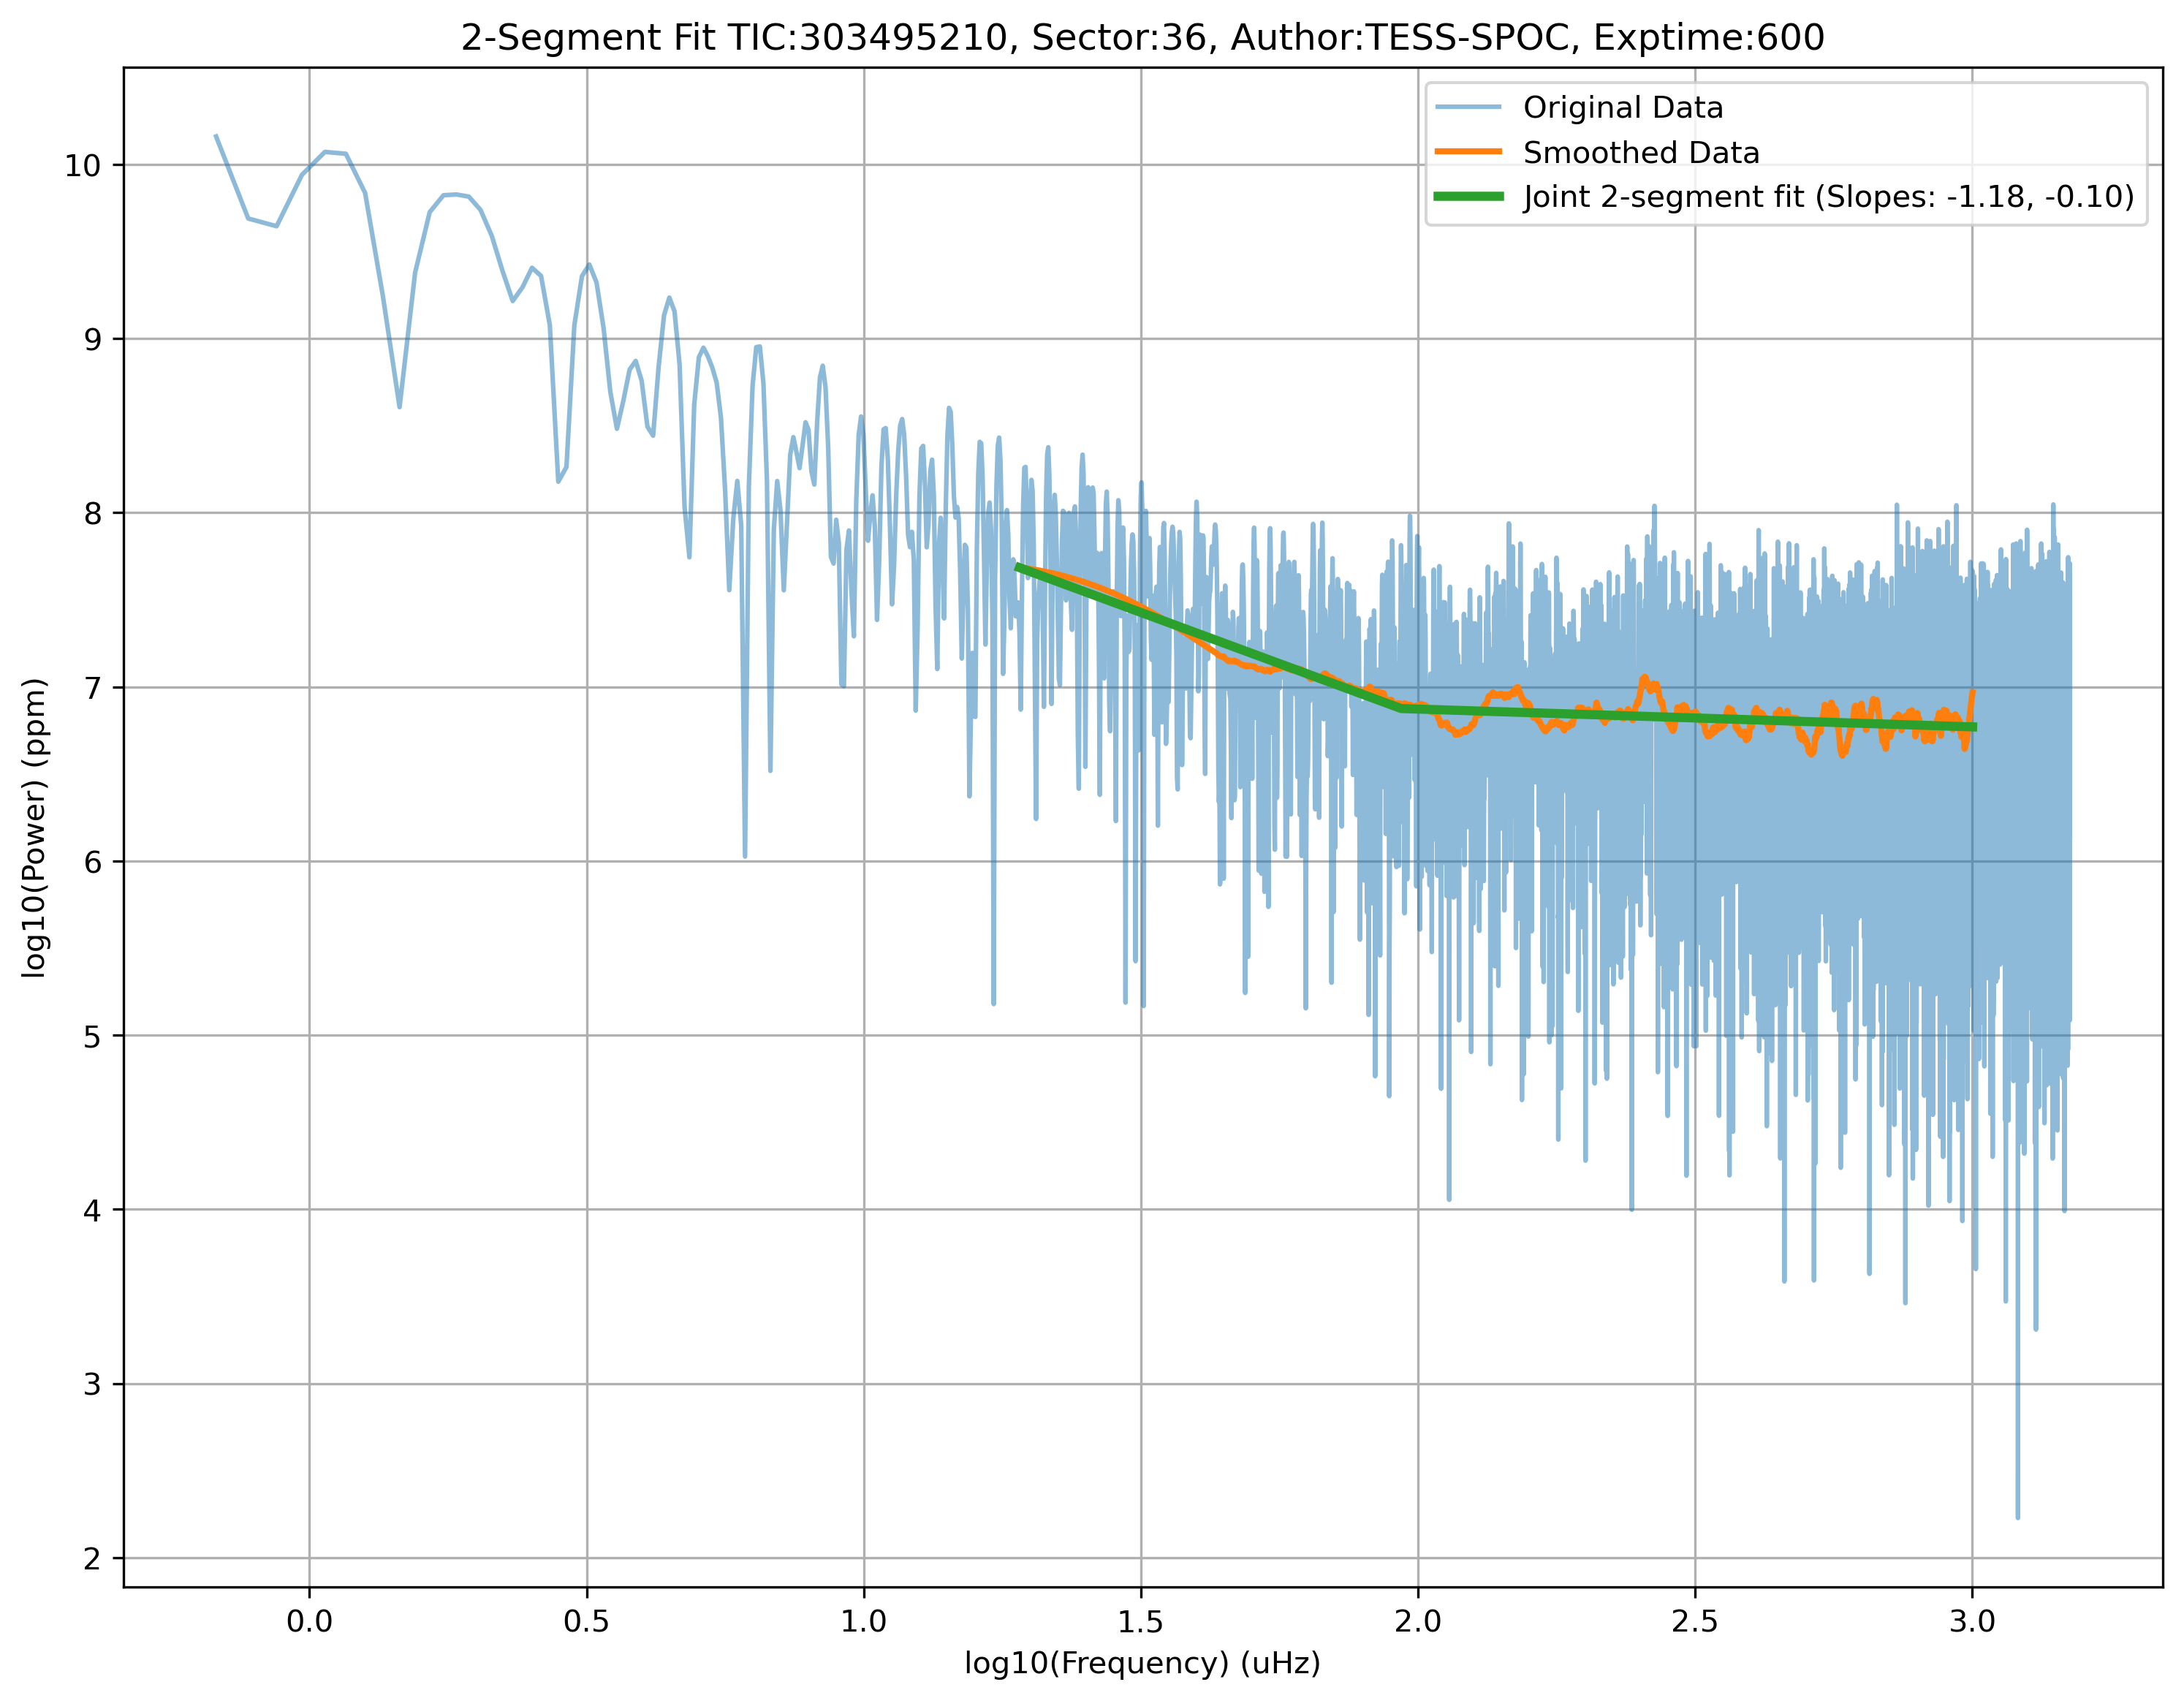 2-Segment Fit TIC:303495210, Sector:36, Author:TESS-SPOC, Exptime:600
Original Data
Smoothed Data
Joint 2-segment fit (Slopes: -1.18, -0.10)
log10(Power) (ppm)
10
9
8
7
6
5
4
3
2
0.0 0.5 1.0 1.5 2.0 2.5 3.0
log10(Frequency) (uHz)